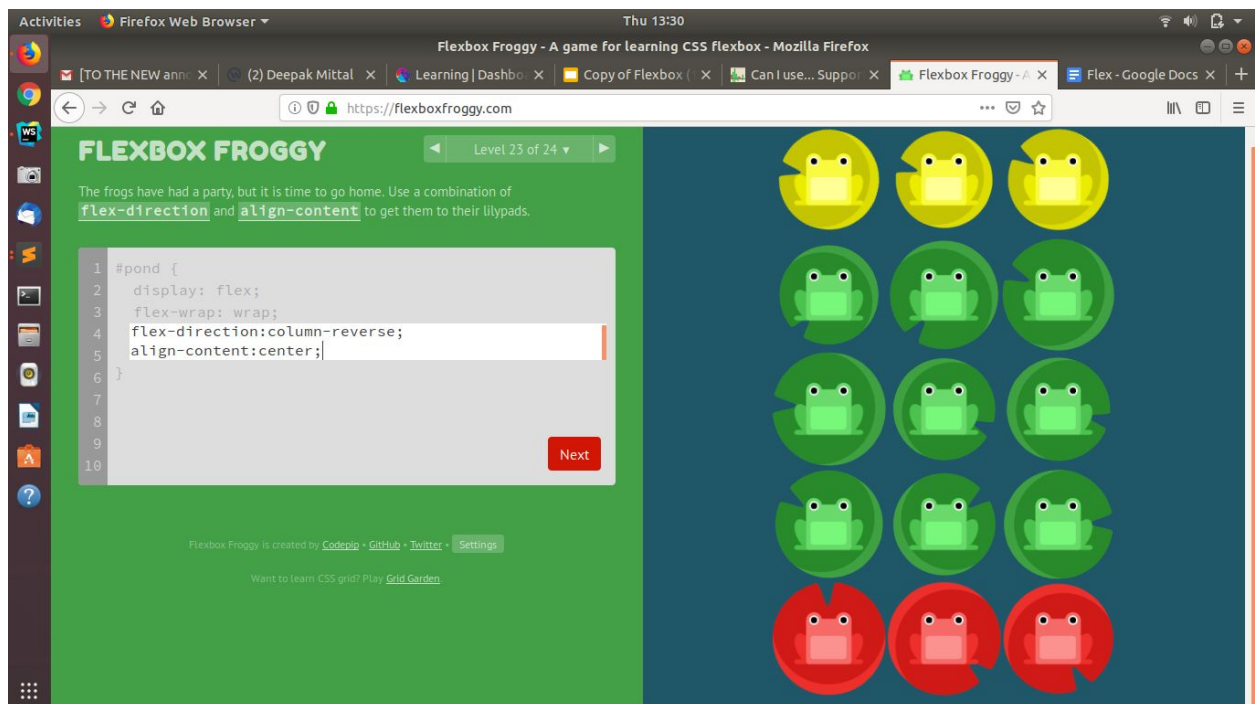 Activities Firefox Web Browser ▾ Thu 13:30
Flexbox Froggy - A game for learning CSS flexbox - Mozilla Firefox
[TO THE NEW anno (2) Deepak Mittal Learning | Dashbo Copy of Flexbox ( Can I use... Suppor Flexbox Froggy - A Flex - Google Docs
https://flexboxfroggy.com
FLEXBOX FROGGY
Level 23 of 24 ▾
The frogs have had a party, but it is time to go home. Use a combination of
flex-direction and align-content to get them to their lilypads.
1 #pond {
2 display: flex;
3 flex-wrap: wrap;
4 flex-direction:column-reverse;
5 align-content:center;
6 }
7
8
9
10
Next
Flexbox Froggy is created by Codepip • GitHub • Twitter • Settings
Want to learn CSS grid? Play Grid Garden.
WS
A
?